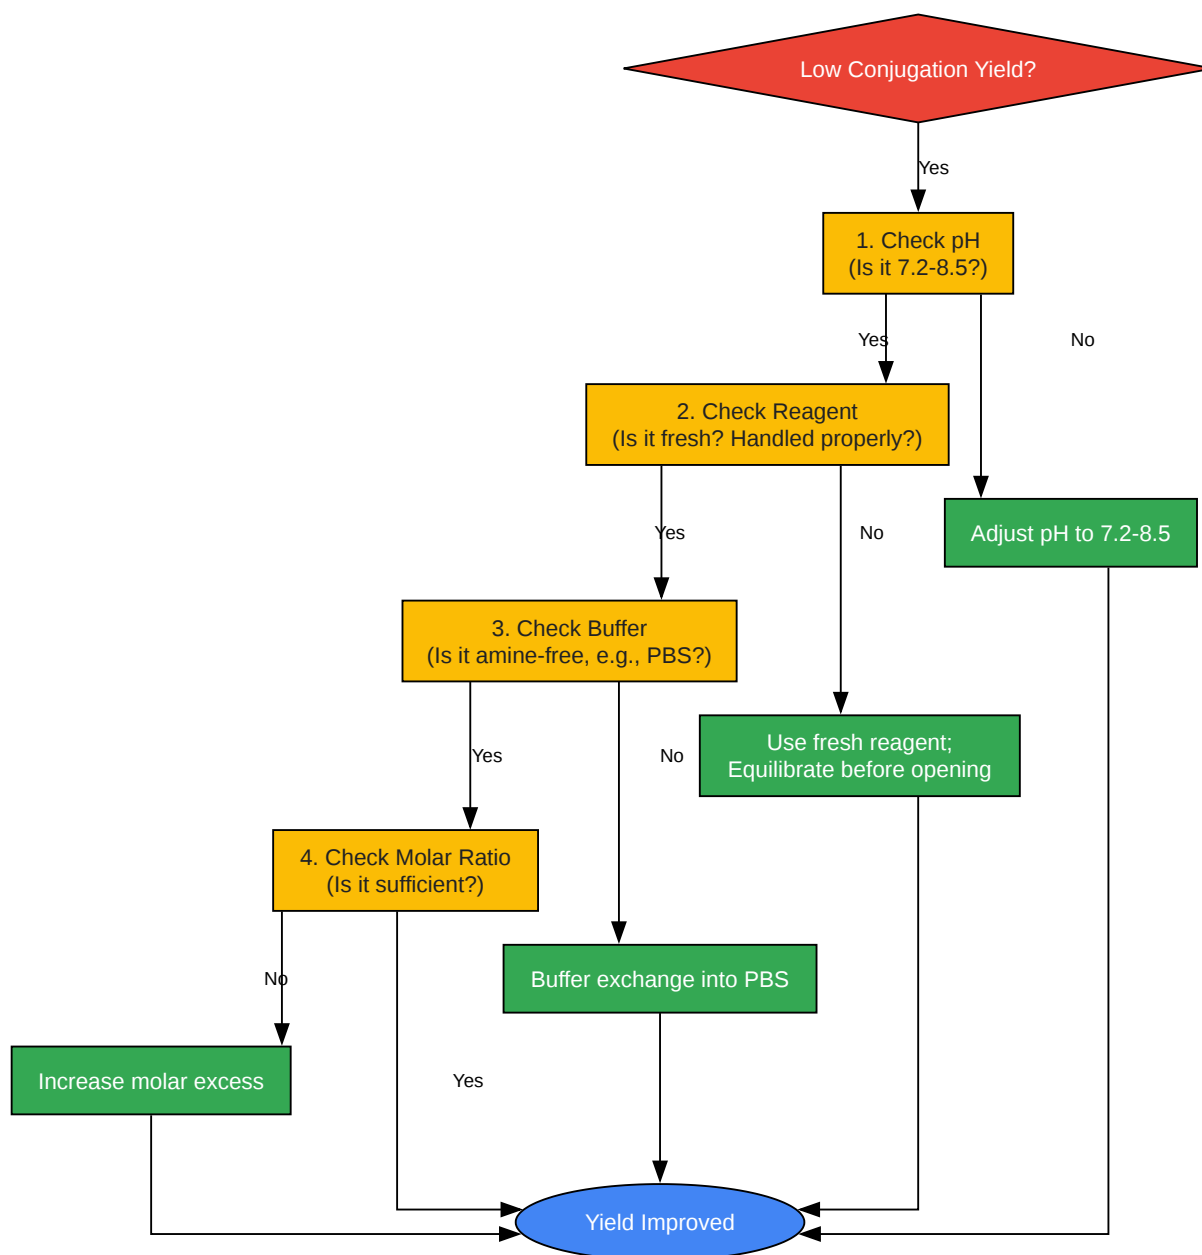 Low Conjugation Yield?
Yes
1. Check pH
(Is it 7.2-8.5?)
Yes
No
2. Check Reagent
(Is it fresh? Handled properly?)
Yes
No
Adjust pH to 7.2-8.5
3. Check Buffer
(Is it amine-free, e.g., PBS?)
Yes
No
Use fresh reagent;
Equilibrate before opening
4. Check Molar Ratio
(Is it sufficient?)
No
Buffer exchange into PBS
Increase molar excess
Yes
Yield Improved